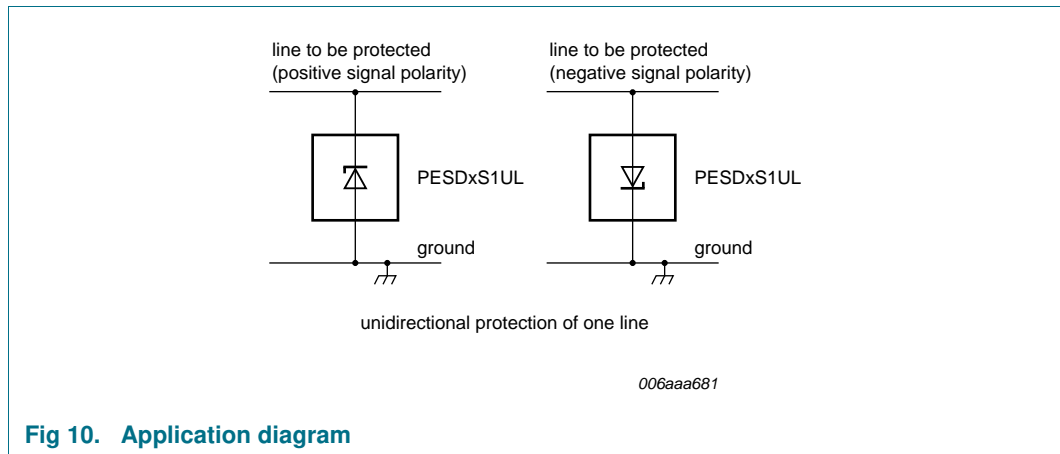 line to be protected
(positive signal polarity)
PESDxS1UL
ground
line to be protected
(negative signal polarity)
PESDxS1UL
ground
unidirectional protection of one line
006aaa681
Fig 10. Application diagram